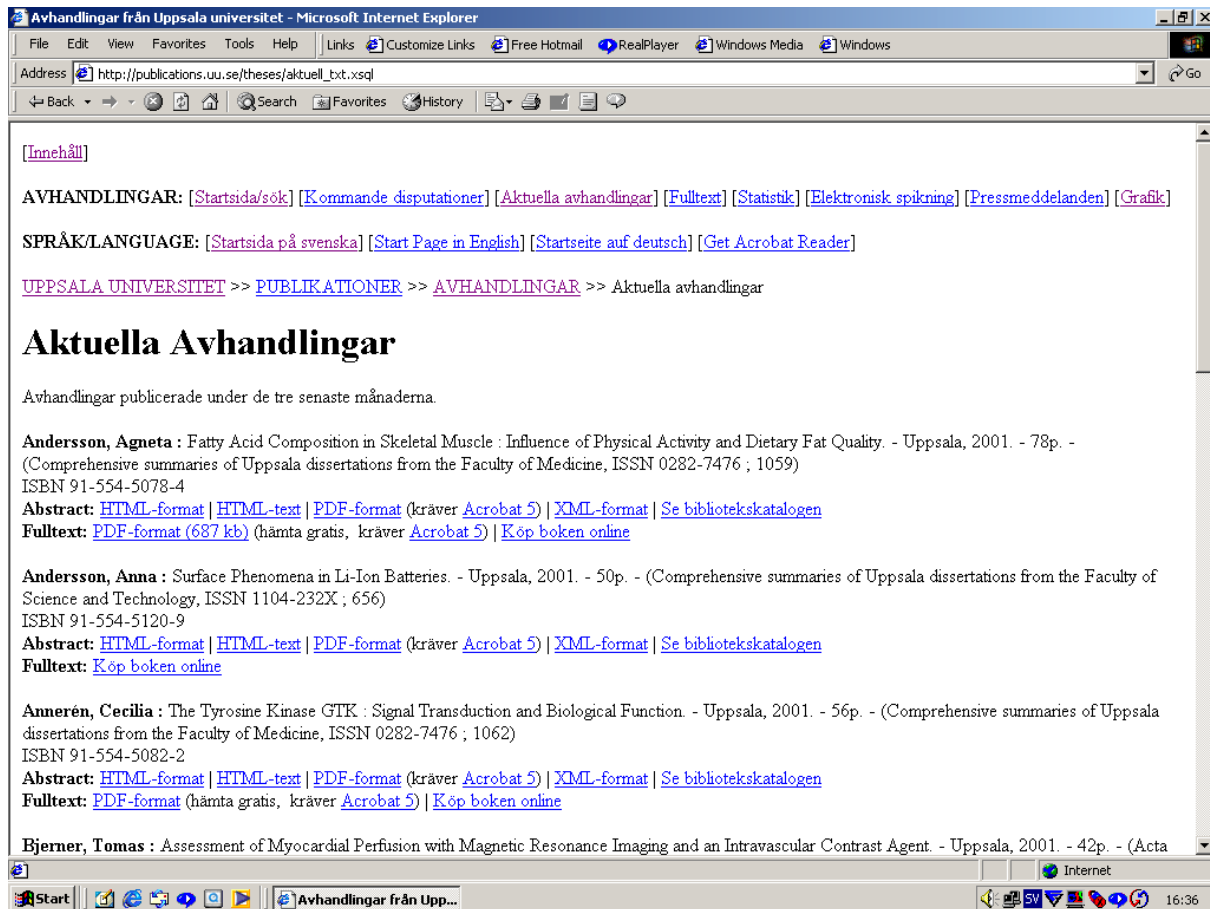 Avhandlingar från Uppsala universitet - Microsoft Internet Explorer
File Edit View Favorites Tools Help Links Customize Links Free Hotmail RealPlayer Windows Media Windows
Address http://publications.uu.se/theses/aktuell_txt.xsql Go
Back Search Favorites History
[Innehåll]
AVHANDLINGAR: [Startsida/sök] [Kommande disputationer] [Aktuella avhandlingar] [Fulltext] [Statistik] [Elektronisk spikning] [Pressmeddelanden] [Grafik]
SPRÅK/LANGUAGE: [Startsida på svenska] [Start Page in English] [Startseite auf deutsch] [Get Acrobat Reader]
UPPSALA UNIVERSITET >> PUBLIKATIONER >> AVHANDLINGAR >> Aktuella avhandlingar
Aktuella Avhandlingar
Avhandlingar publicerade under de tre senaste månaderna.
Andersson, Agneta : Fatty Acid Composition in Skeletal Muscle : Influence of Physical Activity and Dietary Fat Quality. - Uppsala, 2001. - 78p. -
(Comprehensive summaries of Uppsala dissertations from the Faculty of Medicine, ISSN 0282-7476 ; 1059)
ISBN 91-554-5078-4
Abstract: HTML-format | HTML-text | PDF-format (kräver Acrobat 5) | XML-format | Se bibliotekskatalogen
Fulltext: PDF-format (687 kb) (hämta gratis, kräver Acrobat 5) | Köp boken online
Andersson, Anna : Surface Phenomena in Li-Ion Batteries. - Uppsala, 2001. - 50p. - (Comprehensive summaries of Uppsala dissertations from the Faculty of
Science and Technology, ISSN 1104-232X ; 656)
ISBN 91-554-5120-9
Abstract: HTML-format | HTML-text | PDF-format (kräver Acrobat 5) | XML-format | Se bibliotekskatalogen
Fulltext: Köp boken online
Annerén, Cecilia : The Tyrosine Kinase GTK : Signal Transduction and Biological Function. - Uppsala, 2001. - 56p. - (Comprehensive summaries of Uppsala
dissertations from the Faculty of Medicine, ISSN 0282-7476 ; 1062)
ISBN 91-554-5082-2
Abstract: HTML-format | HTML-text | PDF-format (kräver Acrobat 5) | XML-format | Se bibliotekskatalogen
Fulltext: PDF-format (hämta gratis, kräver Acrobat 5) | Köp boken online
Bjerner, Tomas : Assessment of Myocardial Perfusion with Magnetic Resonance Imaging and an Intravascular Contrast Agent. - Uppsala, 2001. - 42p. - (Acta
Internet
Start Avhandlingar från Upp... SV 16:36